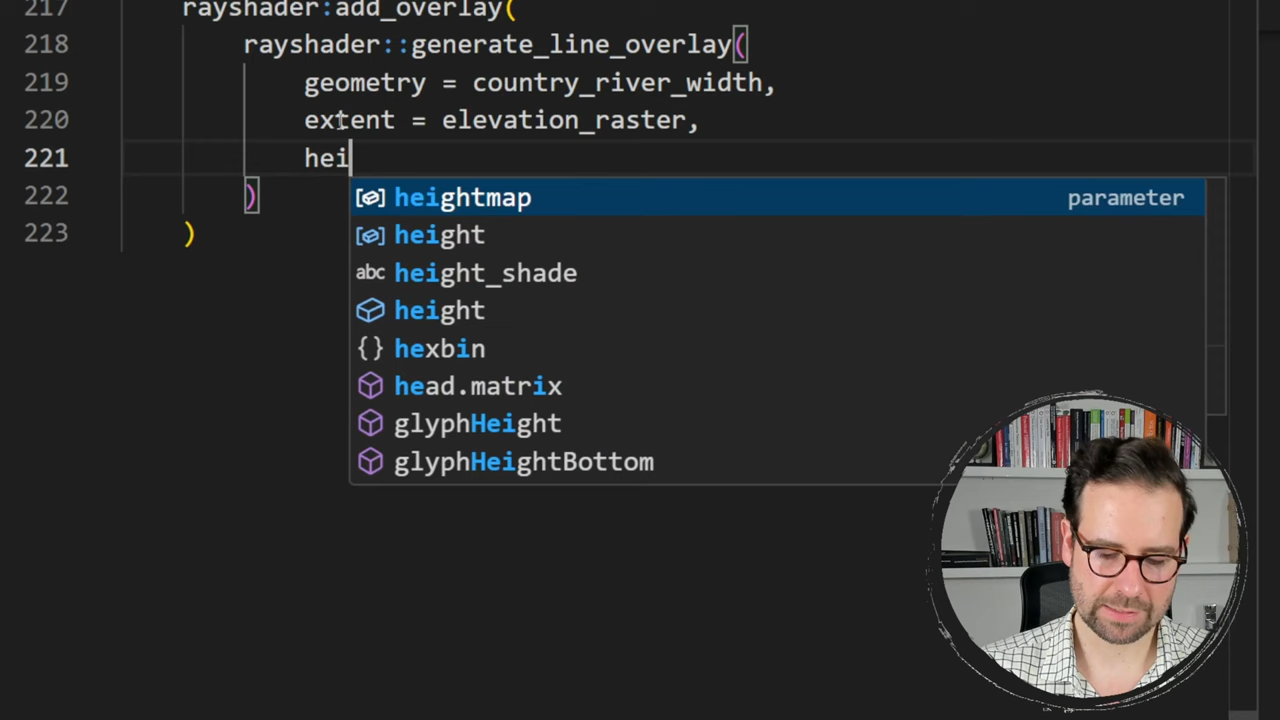 217 rayshader:add_overlay(
218 rayshader::generate_line_overlay(
219 geometry = country_river_width,
220 extent = elevation_raster,
221 hei
222 )
223 )
heightmap parameter
height
abc height_shade
height
{} hexbin
head.matrix
glyphHeight
glyphHeightBottom